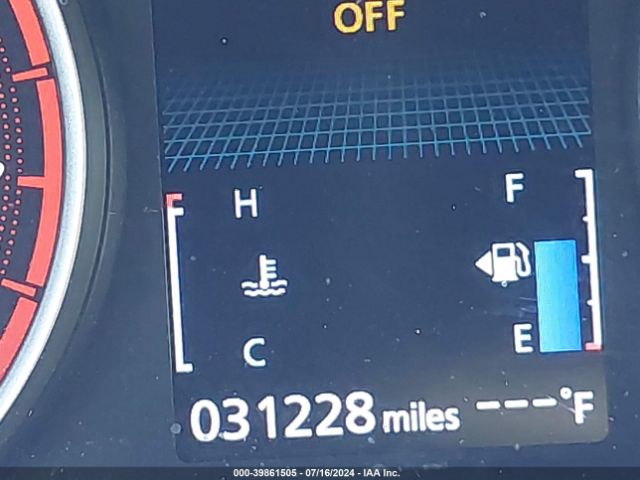 OFF
H F
C E
031228 miles ---°F
000-39861505 - 07/16/2024 - IAA Inc.